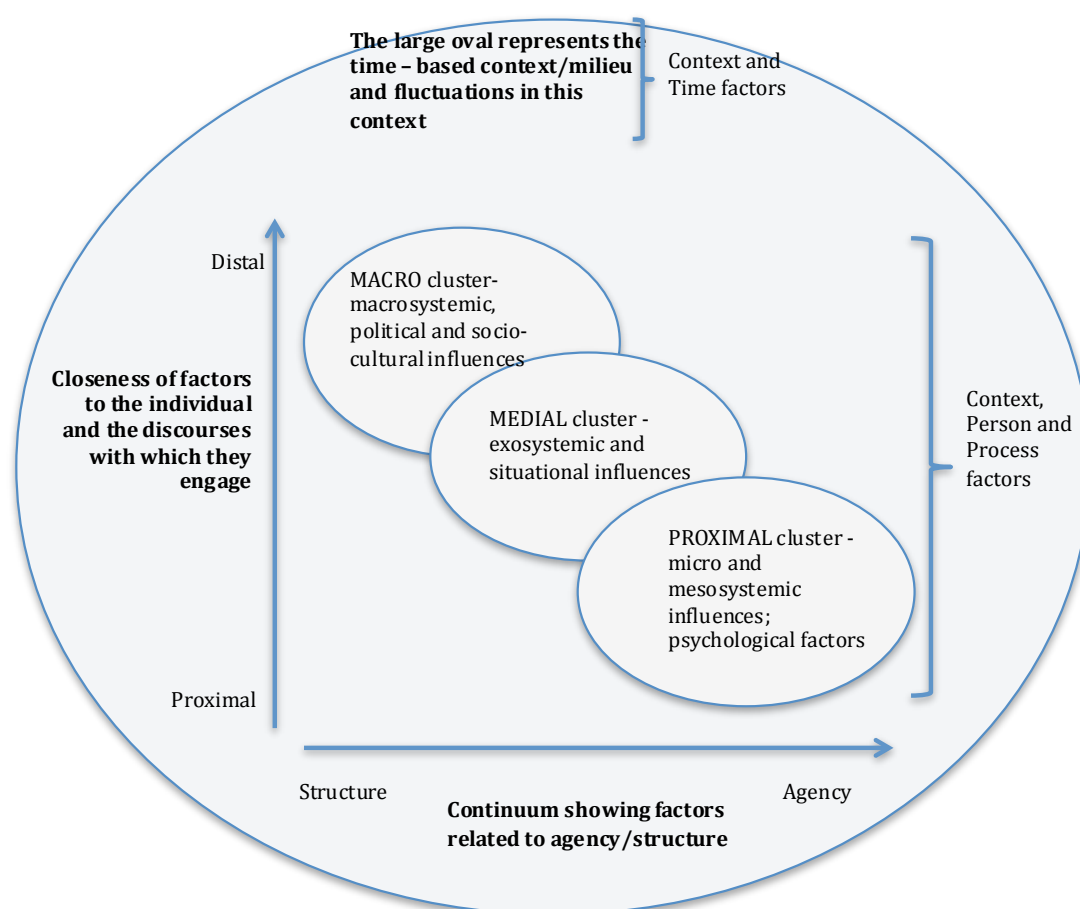 The large oval represents the
time – based context/milieu
and fluctuations in this
context
Context and
Time factors
Distal
MACRO cluster-
macrosystemic,
political and socio-
cultural influences
Closeness of factors
to the individual
and the discourses
with which they
engage
MEDIAL cluster -
exosystemic and
situational influences
Context,
Person and
Process
factors
PROXIMAL cluster -
micro and
mesosystemic
influences;
psychological factors
Proximal
Structure
Agency
Continuum showing factors
related to agency/structure